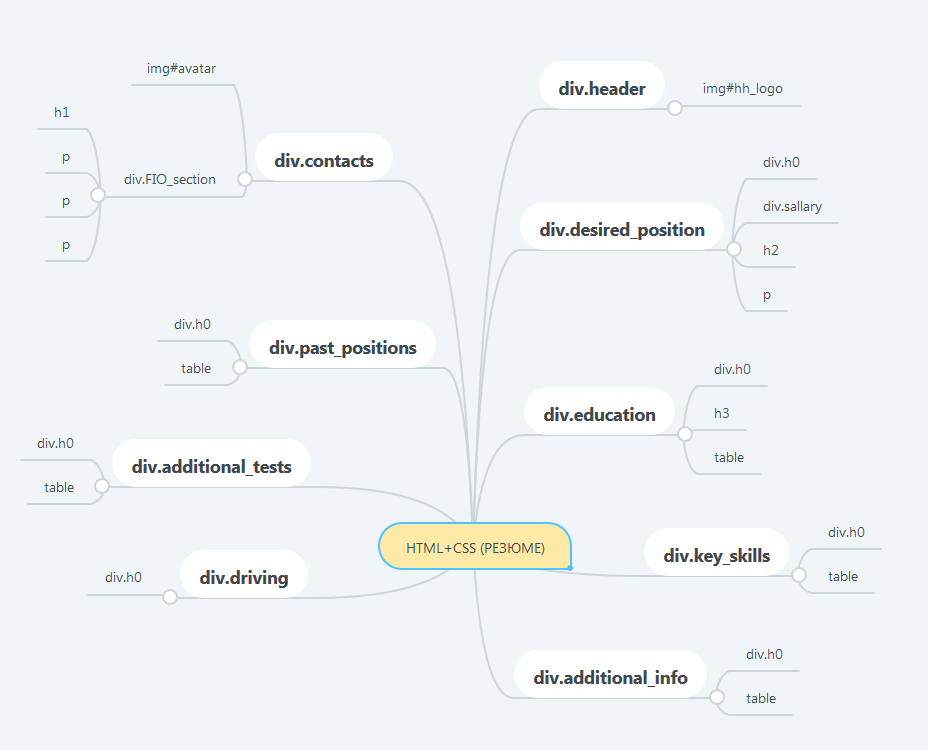 img#avatar
h1
p
p
p
div.FIO_section
div.contacts
div.h0
table
div.past_positions
div.h0
table
div.additional_tests
div.h0
div.driving
HTML+CSS (РЕЗЮМЕ)
div.header
img#hh_logo
div.desired_position
div.h0
div.sallary
h2
p
div.education
div.h0
h3
table
div.key_skills
div.h0
table
div.additional_info
div.h0
table